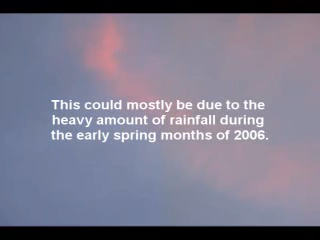 This could mostly be due to the
heavy amount of rainfall during
the early spring months of 2006.